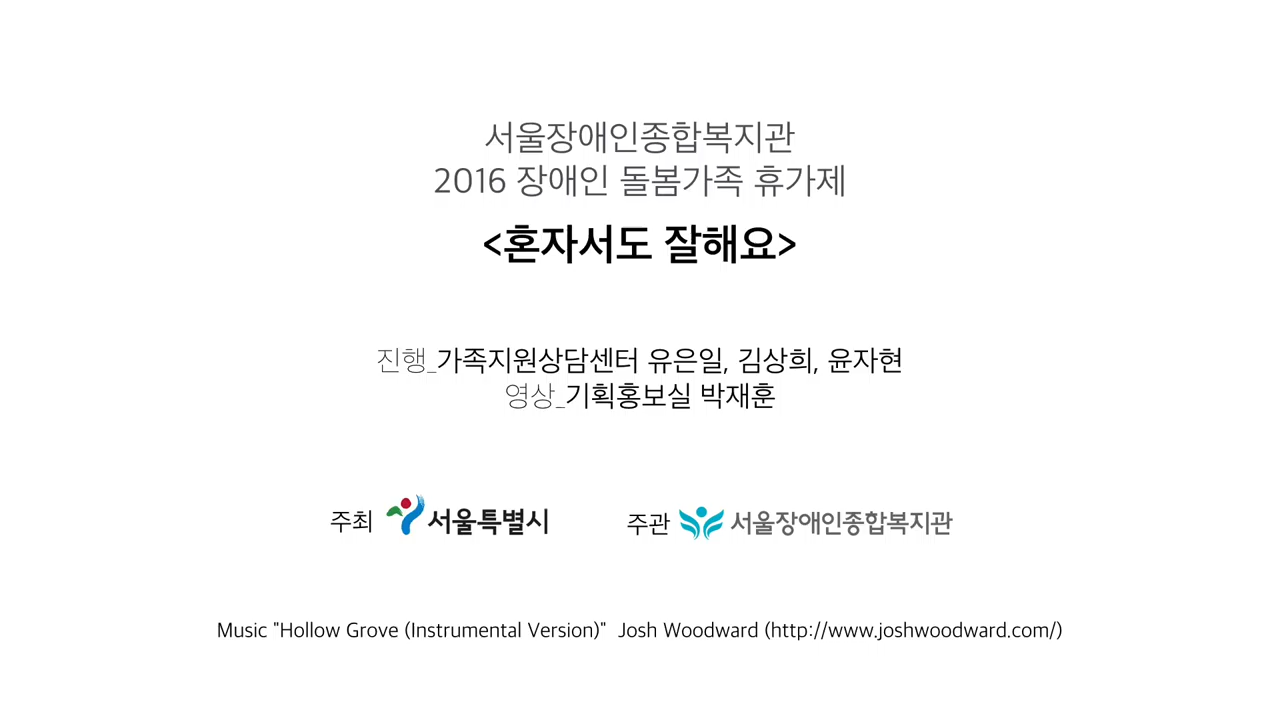 서울장애인종합복지관
2016 장애인 돌봄가족 휴가제
<혼자서도 잘해요>
진행_가족지원상담센터 유은일, 김상희, 윤자현
영상_기획홍보실 박재훈
주최 서울특별시 주관 서울장애인종합복지관
Music "Hollow Grove (Instrumental Version)" Josh Woodward (http://www.joshwoodward.com/)